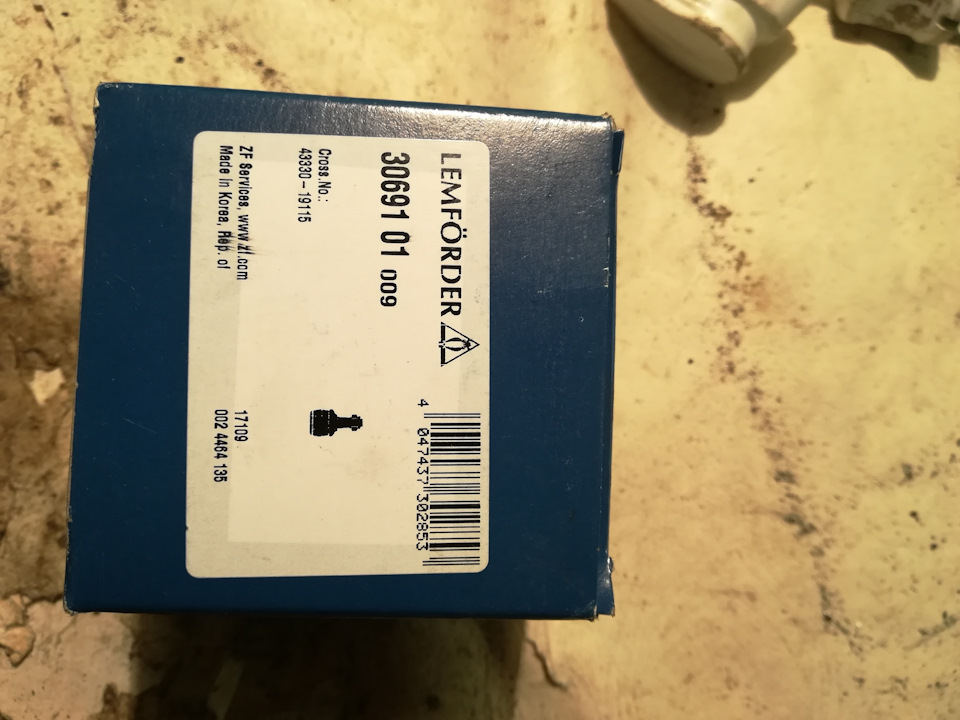 LEMFÖRDER
30691 01 009
Cross.No.:
43330-19115
ZF Services, www.zf.com
Made in Korea, Rep. of
4 047437 302853
17109
002 4464 135